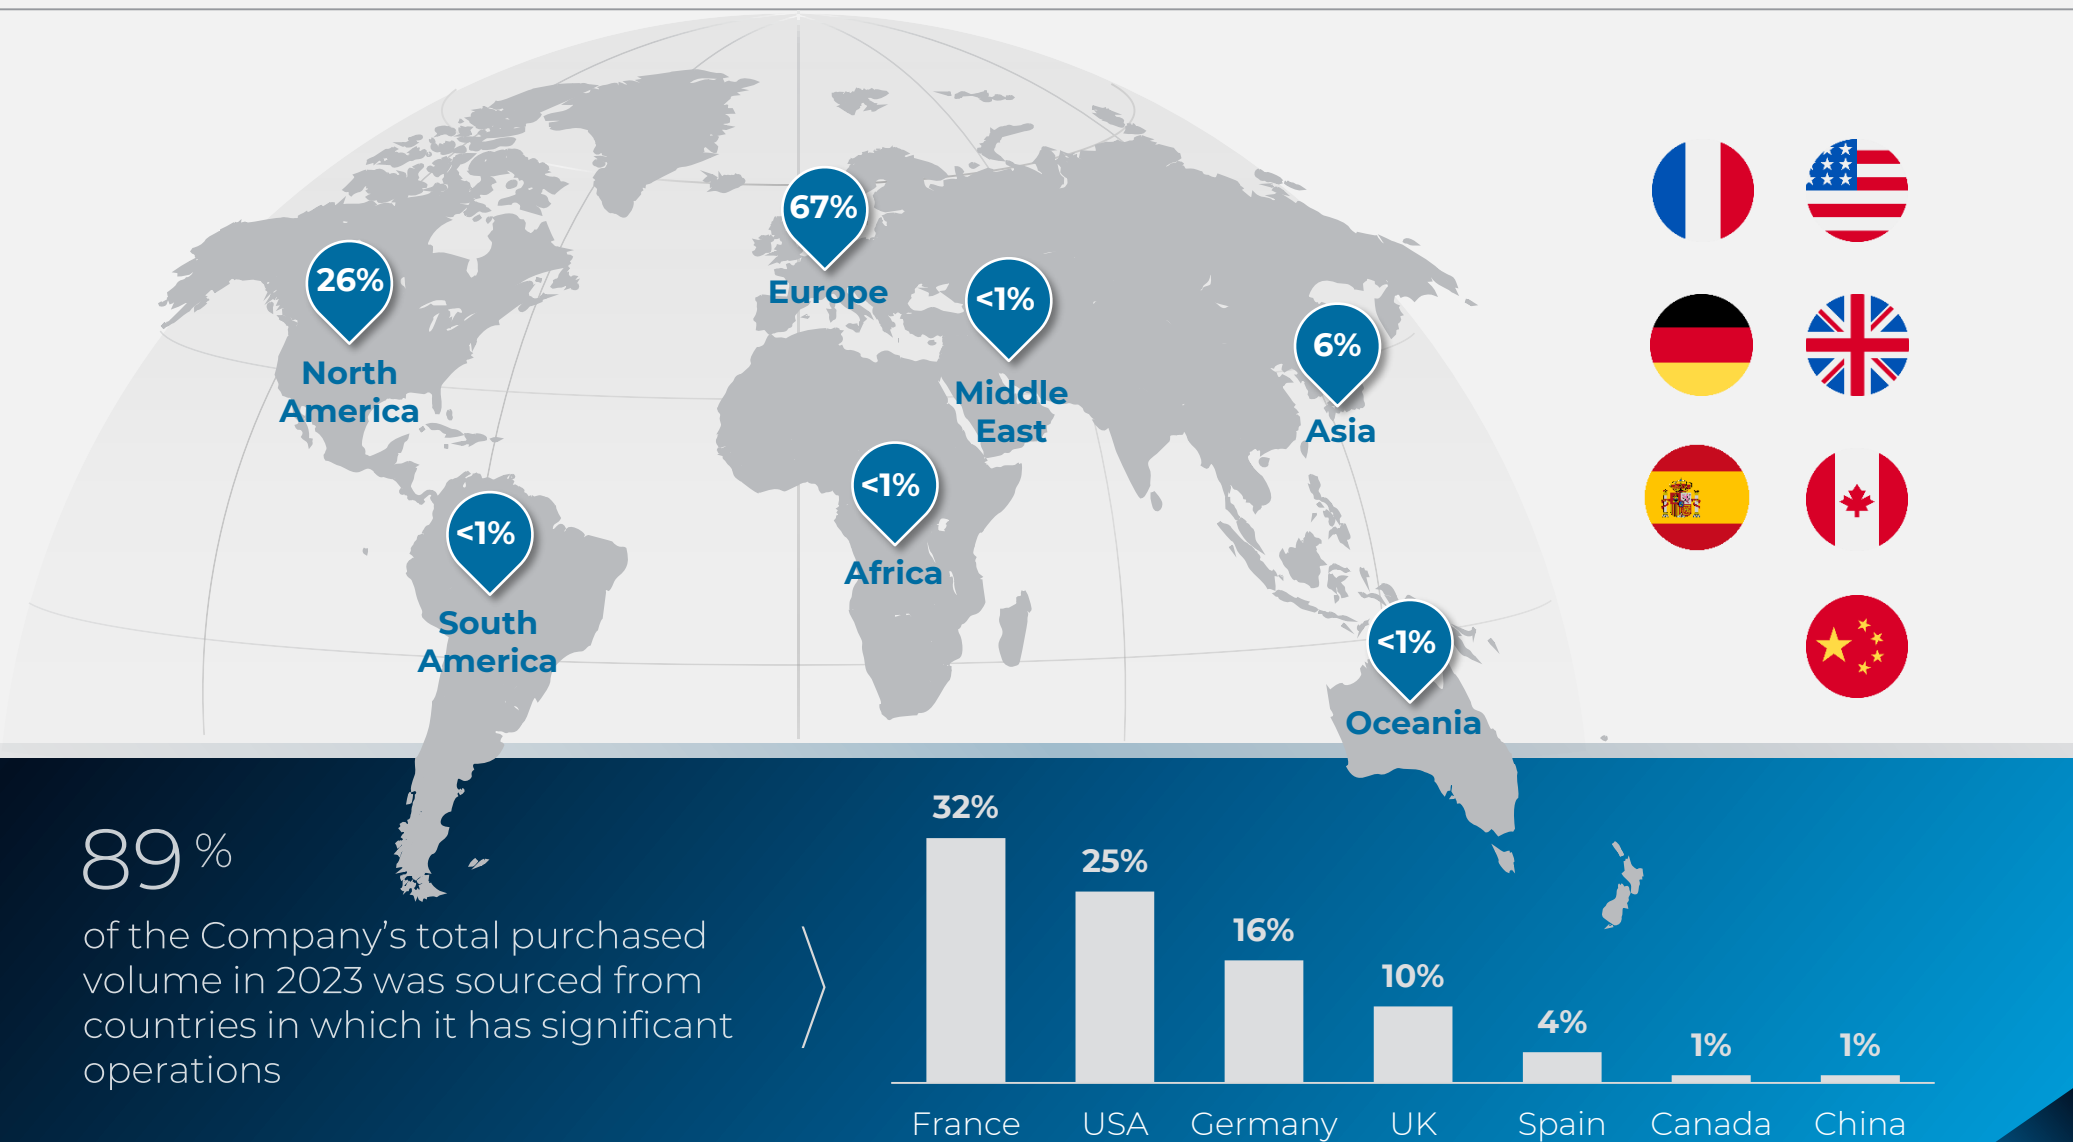 67%
Europe
26%
North
America
<1%
Middle
East
6%
Asia
<1%
Africa
<1%
South
America
<1%
Oceania
89 %
of the Company’s total purchased
volume in 2023 was sourced from
countries in which it has significant
operations
32%
25%
16%
10%
4%
1%
1%
France USA Germany UK Spain Canada China